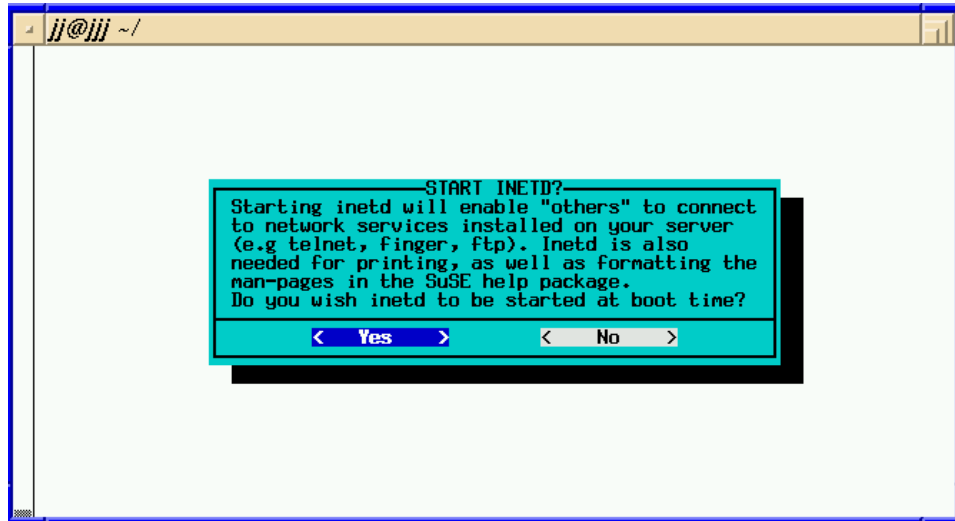 jj@jjj ~/
START INETD?
Starting inetd will enable "others" to connect
to network services installed on your server
(e.g telnet, finger, ftp). Inetd is also
needed for printing, as well as formatting the
man-pages in the SuSE help package.
Do you wish inetd to be started at boot time?
< Yes > < No >